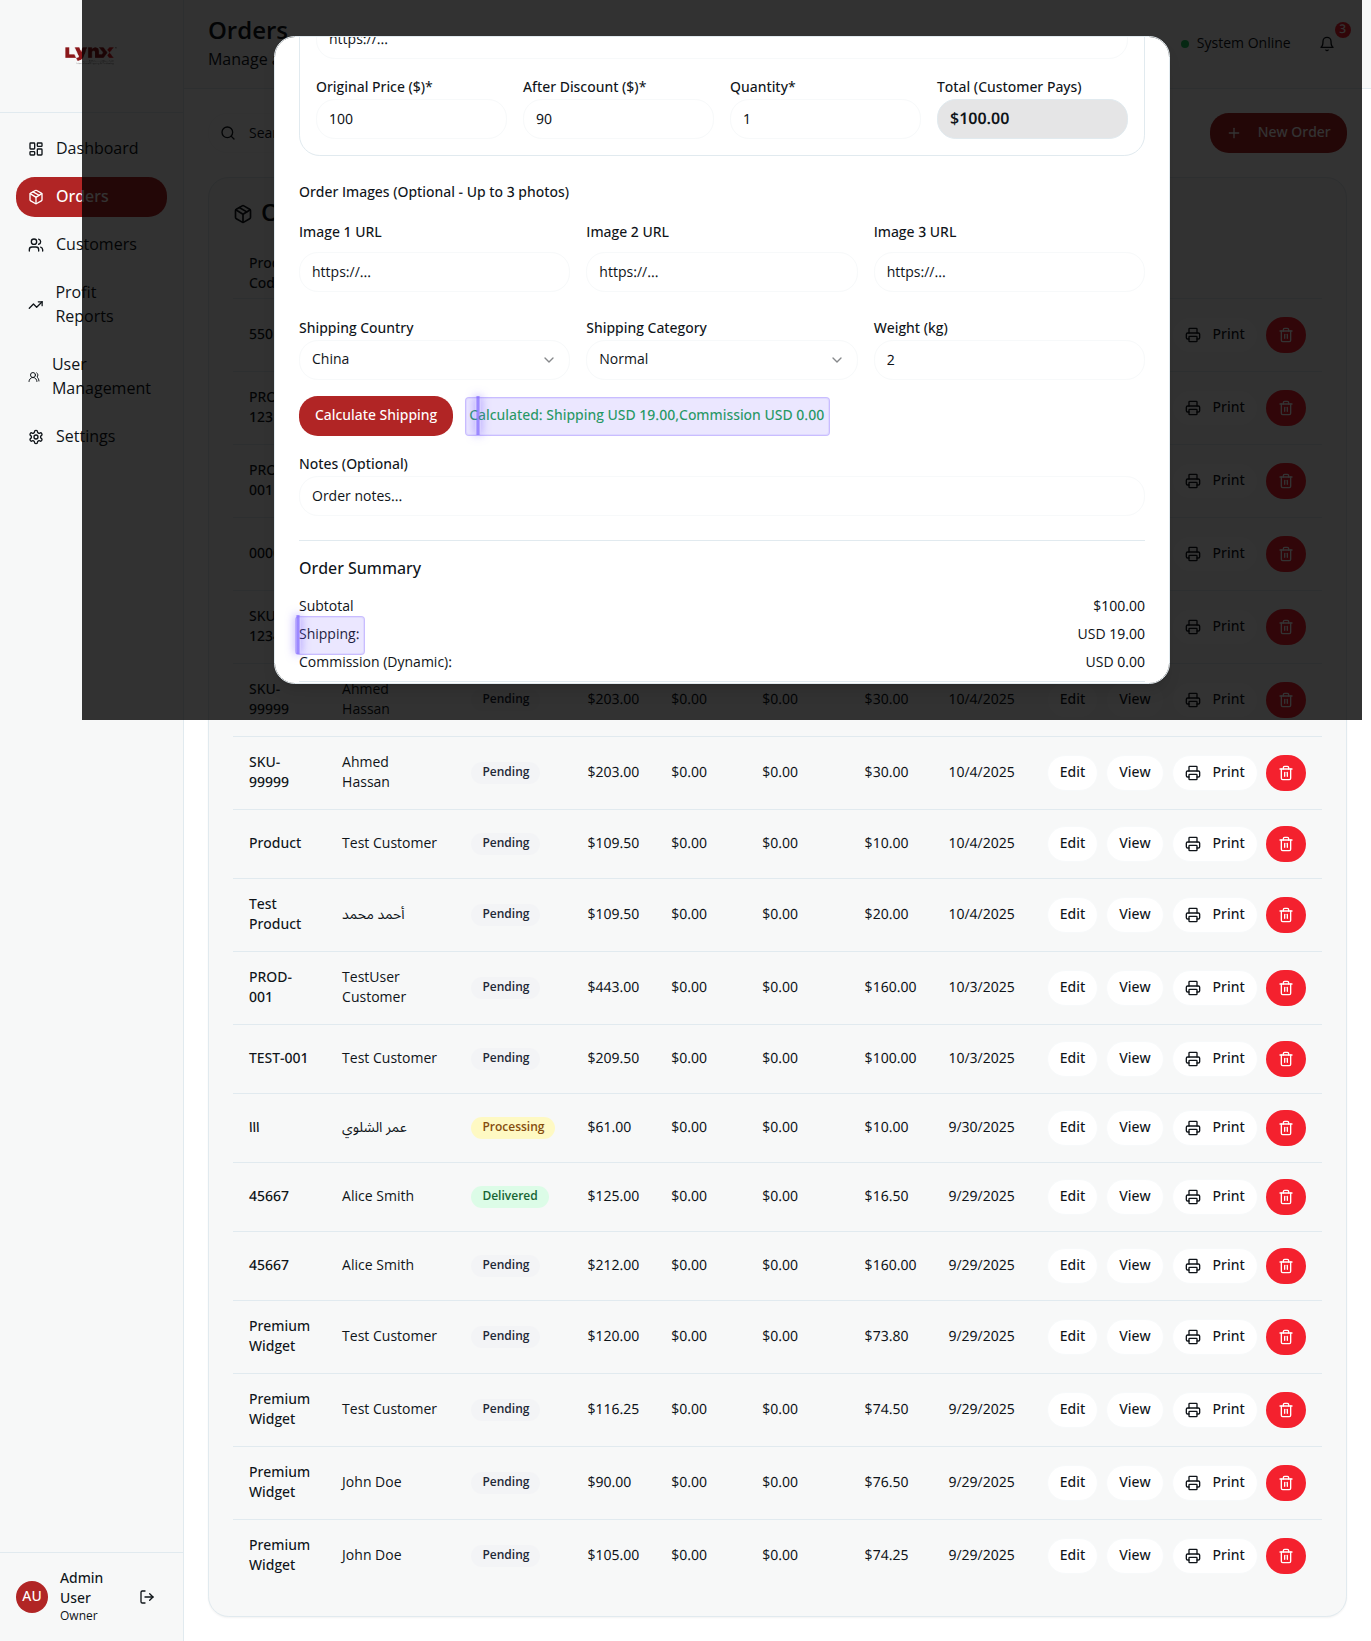 Lynx
Orders
Manage
System Online
3
Dashboard
Orders
Customers
Profit
Reports
User
Management
Settings
Sea
New Order
https://...
Original Price ($)*
After Discount ($)*
Quantity*
Total (Customer Pays)
100
90
1
$100.00
Order Images (Optional - Up to 3 photos)
Image 1 URL
Image 2 URL
Image 3 URL
https://...
https://...
https://...
Shipping Country
Shipping Category
Weight (kg)
China
Normal
2
Calculate Shipping
Calculated: Shipping USD 19.00,Commission USD 0.00
Notes (Optional)
Order notes...
Order Summary
Subtotal
$100.00
Shipping:
USD 19.00
Commission (Dynamic):
USD 0.00
O
Pro
Cod
550
Print
PRO
123
Print
PRO
001
Print
000
Print
SKU
123
Print
SKU-
99999
Ahmed
Hassan
Pending
$203.00
$0.00
$0.00
$30.00
10/4/2025
Edit
View
Print
SKU-
99999
Ahmed
Hassan
Pending
$203.00
$0.00
$0.00
$30.00
10/4/2025
Edit
View
Print
Product
Test Customer
Pending
$109.50
$0.00
$0.00
$10.00
10/4/2025
Edit
View
Print
Test
Product
أحمد محمد
Pending
$109.50
$0.00
$0.00
$20.00
10/4/2025
Edit
View
Print
PROD-
001
TestUser
Customer
Pending
$443.00
$0.00
$0.00
$160.00
10/3/2025
Edit
View
Print
TEST-001
Test Customer
Pending
$209.50
$0.00
$0.00
$100.00
10/3/2025
Edit
View
Print
III
عمر الشلوي
Processing
$61.00
$0.00
$0.00
$10.00
9/30/2025
Edit
View
Print
45667
Alice Smith
Delivered
$125.00
$0.00
$0.00
$16.50
9/29/2025
Edit
View
Print
45667
Alice Smith
Pending
$212.00
$0.00
$0.00
$160.00
9/29/2025
Edit
View
Print
Premium
Widget
Test Customer
Pending
$120.00
$0.00
$0.00
$73.80
9/29/2025
Edit
View
Print
Premium
Widget
Test Customer
Pending
$116.25
$0.00
$0.00
$74.50
9/29/2025
Edit
View
Print
Premium
Widget
John Doe
Pending
$90.00
$0.00
$0.00
$76.50
9/29/2025
Edit
View
Print
Premium
Widget
John Doe
Pending
$105.00
$0.00
$0.00
$74.25
9/29/2025
Edit
View
Print
AU
Admin
User
Owner